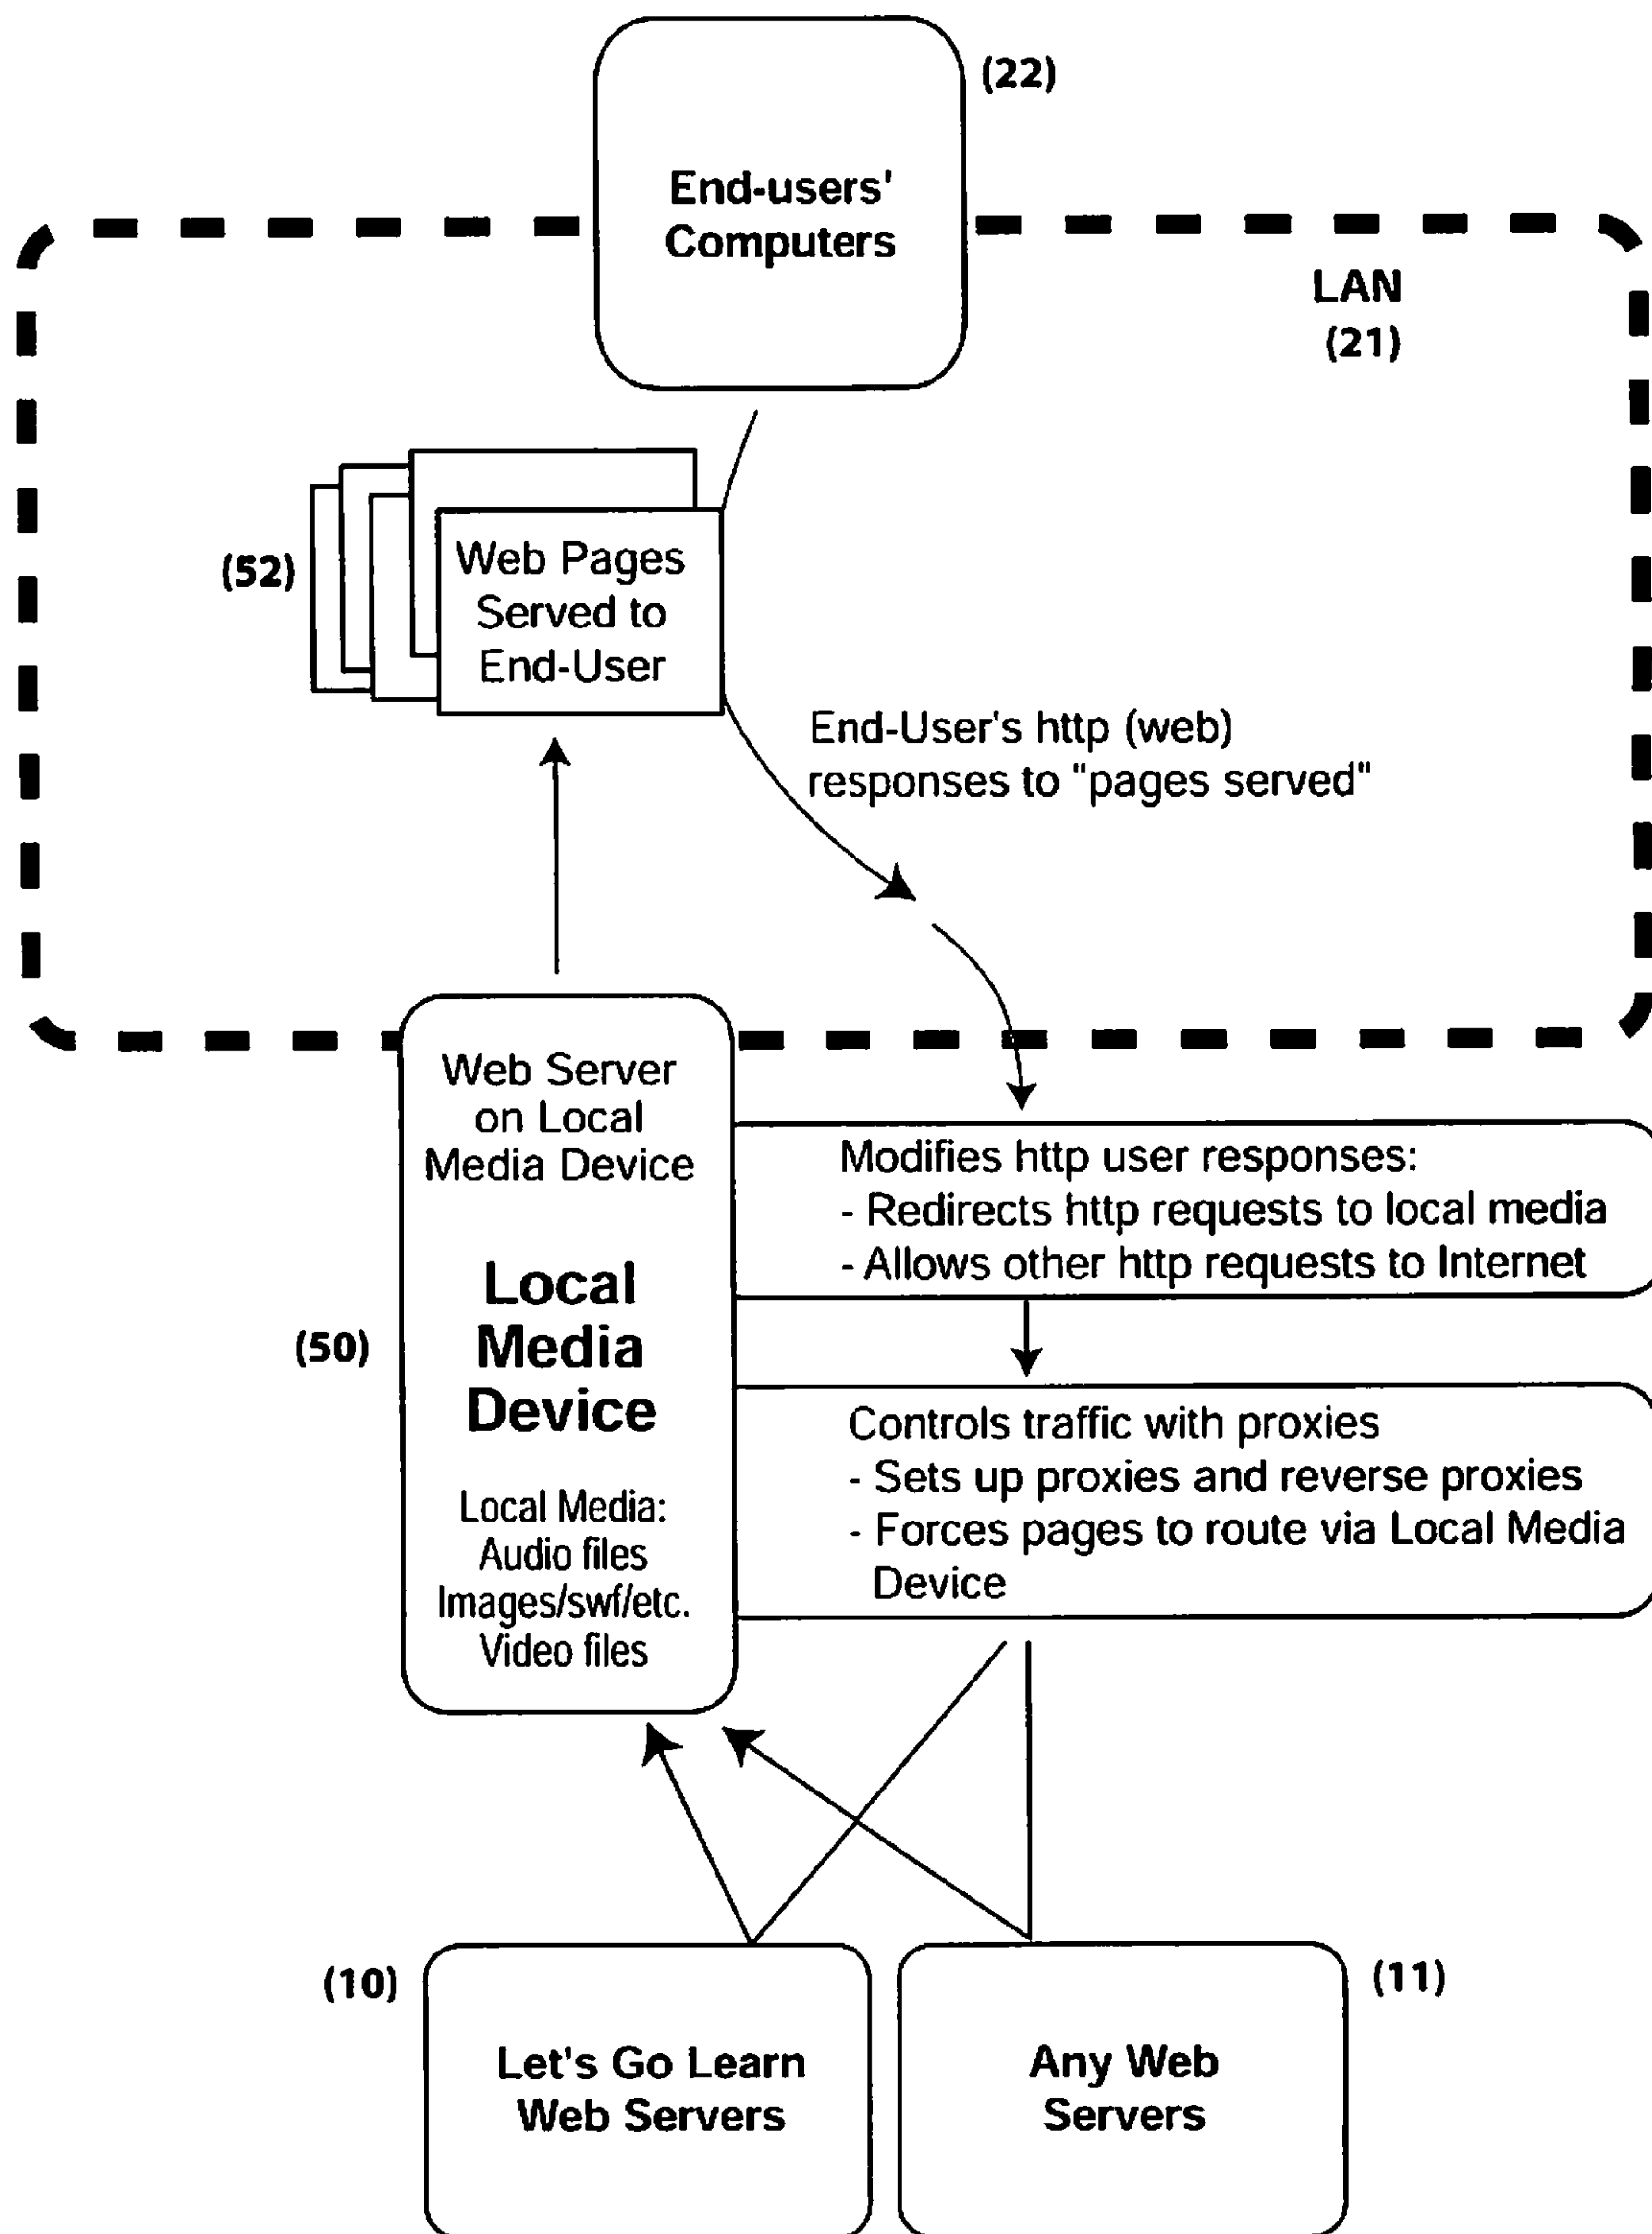 (22)
End-users'
Computers
LAN
(21)
(52)
Web Pages
Served to
End-User
End-User's http (web)
responses to "pages served"
Web Server
on Local
Media Device
Local
Media
Device
(50)
Local Media:
Audio files
Images/swf/etc.
Video files
Modifies http user responses:
- Redirects http requests to local media
- Allows other http requests to Internet
Controls traffic with proxies
- Sets up proxies and reverse proxies
- Forces pages to route via Local Media
Device
(10)
Let's Go Learn
Web Servers
(11)
Any Web
Servers